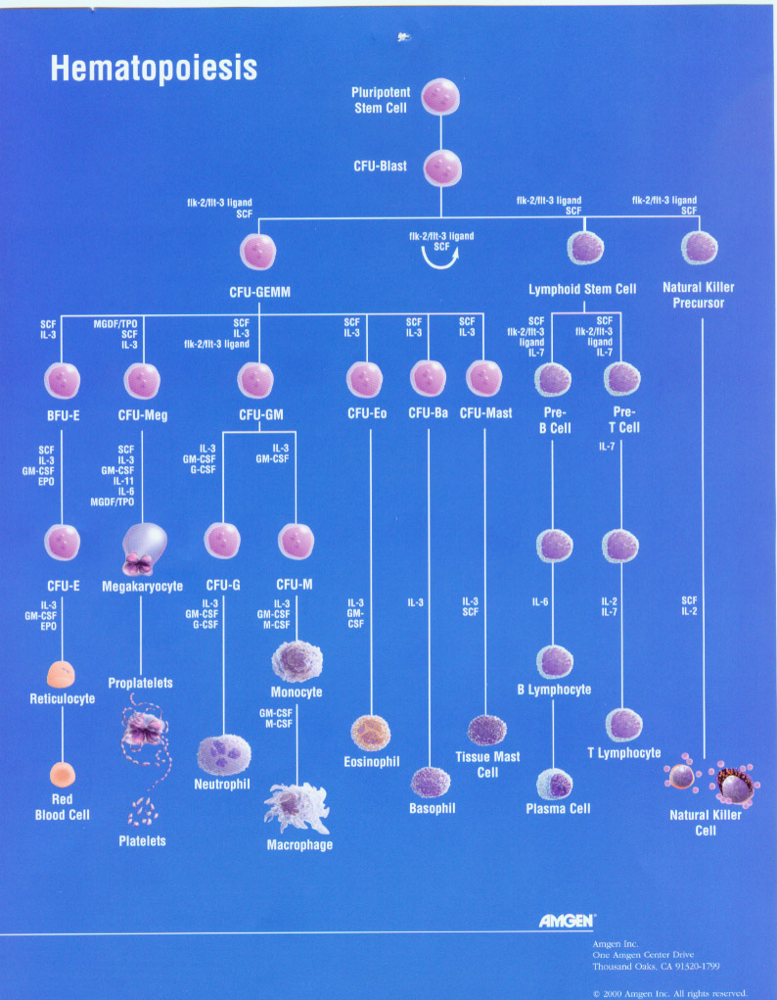 Hematopoiesis
Pluripotent
Stem Cell
CFU-Blast
flk-2/flt-3 ligand
SCF
flk-2/flt-3 ligand
SCF
flk-2/flt-3 ligand
SCF
flk-2/flt-3 ligand
SCF
CFU-GEMM
Lymphoid Stem Cell
Natural Killer
Precursor
SCF
IL-3
MGDF/TPO
SCF
IL-3
SCF
IL-3
flk-2/flt-3 ligand
SCF
IL-3
SCF
IL-3
SCF
IL-3
SCF
flk-2/flt-3
ligand
IL-7
SCF
flk-2/flt-3
ligand
IL-7
BFU-E
CFU-Meg
CFU-GM
CFU-Eo
CFU-Ba
CFU-Mast
Pre-
B Cell
Pre-
T Cell
SCF
IL-3
GM-CSF
EPO
SCF
IL-3
GM-CSF
IL-11
IL-6
MGDF/TPO
IL-3
GM-CSF
G-CSF
IL-3
GM-CSF
IL-7
CFU-E
Megakaryocyte
CFU-G
CFU-M
IL-3
GM-CSF
EPO
IL-3
GM-CSF
G-CSF
IL-3
GM-CSF
M-CSF
IL-3
GM-
CSF
IL-3
IL-3
SCF
IL-6
IL-2
IL-7
SCF
IL-2
Reticulocyte
Proplatelets
Monocyte
B Lymphocyte
GM-CSF
M-CSF
Eosinophil
Tissue Mast
Cell
T Lymphocyte
Neutrophil
Red
Blood Cell
Basophil
Plasma Cell
Natural Killer
Cell
Platelets
Macrophage
AMGEN™
Amgen Inc.
One Amgen Center Drive
Thousand Oaks, CA 91320-1799
© 2000 Amgen Inc. All rights reserved.